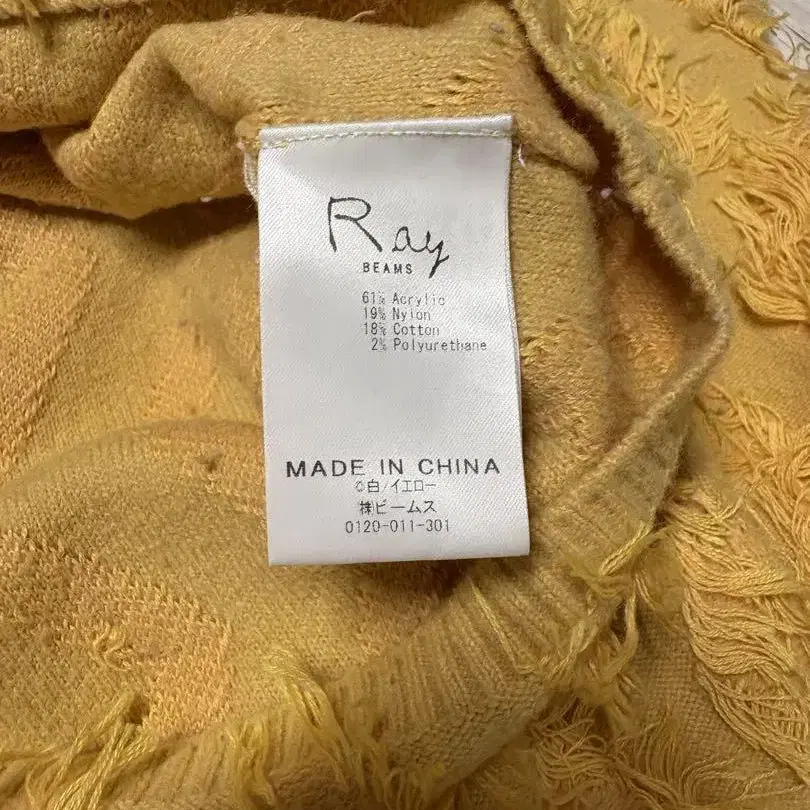 Ray
BEAMS
61% Acrylic
19% Nylon
18% Cotton
2% Polyurethane
MADE IN CHINA
©白/イエロー
㈱ビームス
0120-011-301